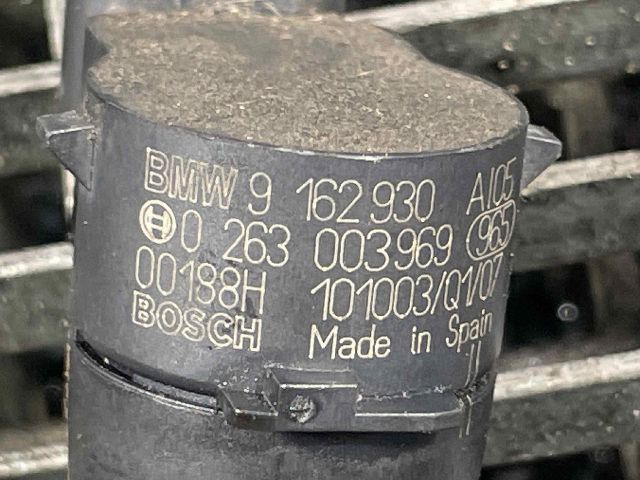 BMW 9 162 930 A105
0 263 003 969 965
00188H 101003/Q1/07
BOSCH Made in Spain